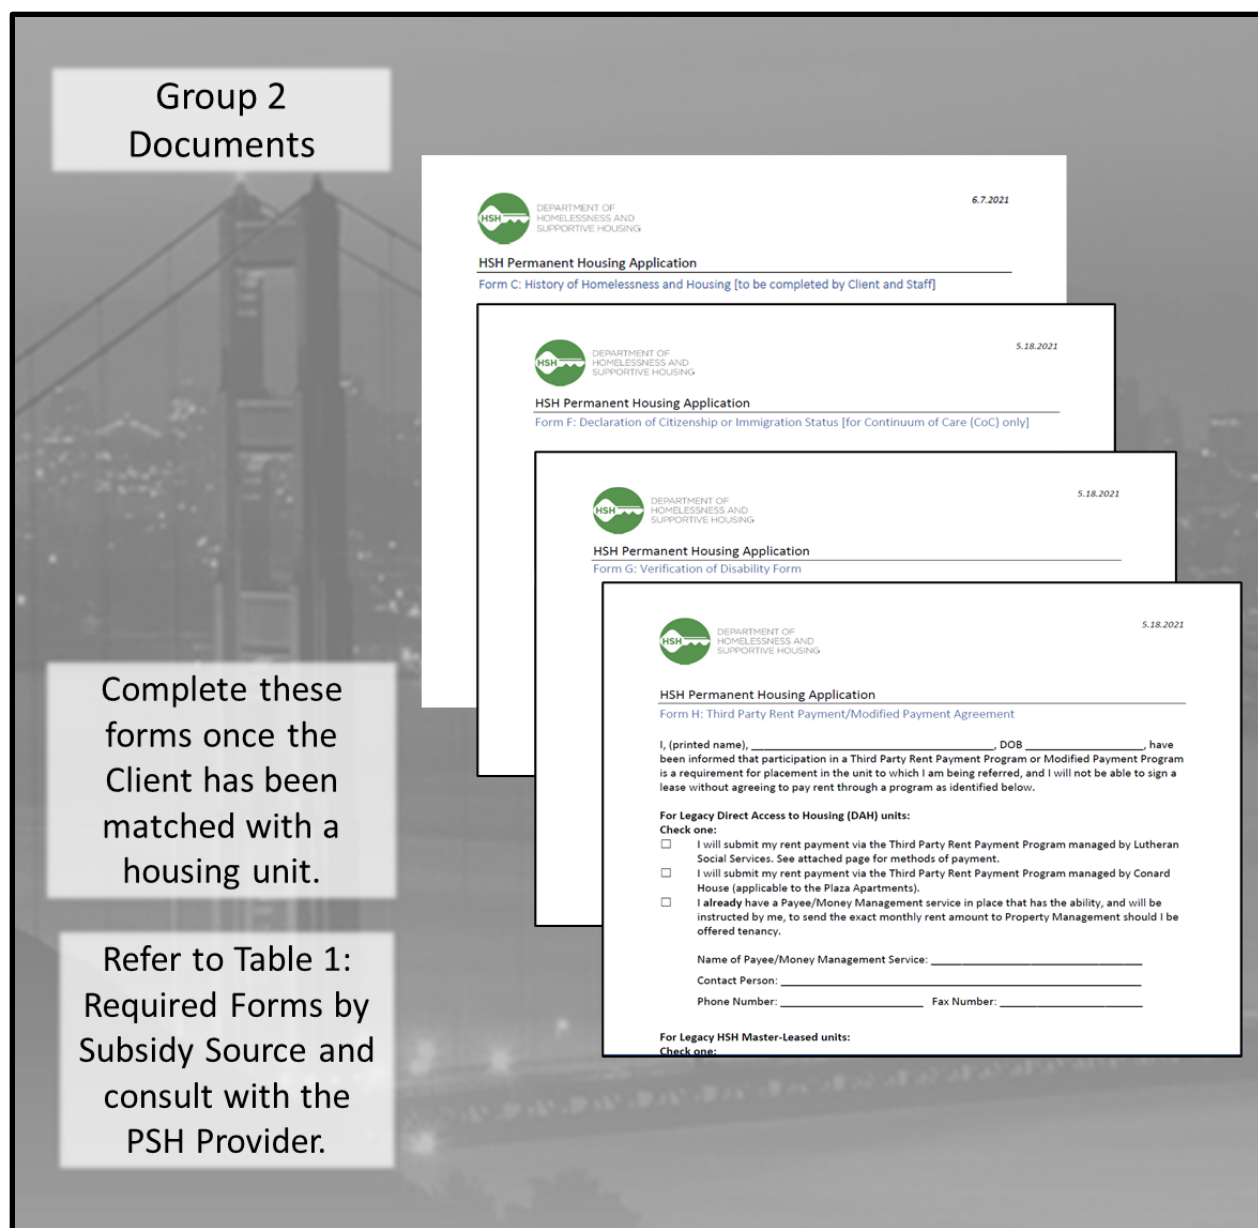 Group 2
Documents
HSH
DEPARTMENT OF
HOMELESSNESS AND
SUPPORTIVE HOUSING
6.7.2021
HSH Permanent Housing Application
Form C: History of Homelessness and Housing [to be completed by Client and Staff]
HSH
DEPARTMENT OF
HOMELESSNESS AND
SUPPORTIVE HOUSING
5.18.2021
HSH Permanent Housing Application
Form F: Declaration of Citizenship or Immigration Status [for Continuum of Care (CoC) only]
HSH
DEPARTMENT OF
HOMELESSNESS AND
SUPPORTIVE HOUSING
5.18.2021
HSH Permanent Housing Application
Form G: Verification of Disability Form
HSH
DEPARTMENT OF
HOMELESSNESS AND
SUPPORTIVE HOUSING
5.18.2021
HSH Permanent Housing Application
Form H: Third Party Rent Payment/Modified Payment Agreement
I, (printed name), ______________________________________, DOB ___________________, have
been informed that participation in a Third Party Rent Payment Program or Modified Payment Program
is a requirement for placement in the unit to which I am being referred, and I will not be able to sign a
lease without agreeing to pay rent through a program as identified below.
For Legacy Direct Access to Housing (DAH) units:
Check one:
☐ I will submit my rent payment via the Third Party Rent Payment Program managed by Lutheran
Social Services. See attached page for methods of payment.
☐ I will submit my rent payment via the Third Party Rent Payment Program managed by Conard
House (applicable to the Plaza Apartments).
☐ I already have a Payee/Money Management service in place that has the ability, and will be
instructed by me, to send the exact monthly rent amount to Property Management should I be
offered tenancy.
Name of Payee/Money Management Service: __________________________________
Contact Person: __________________________________________________________
Phone Number: _______________________ Fax Number: _______________________
For Legacy HSH Master-Leased units:
Check one:
Complete these
forms once the
Client has been
matched with a
housing unit.
Refer to Table 1:
Required Forms by
Subsidy Source and
consult with the
PSH Provider.